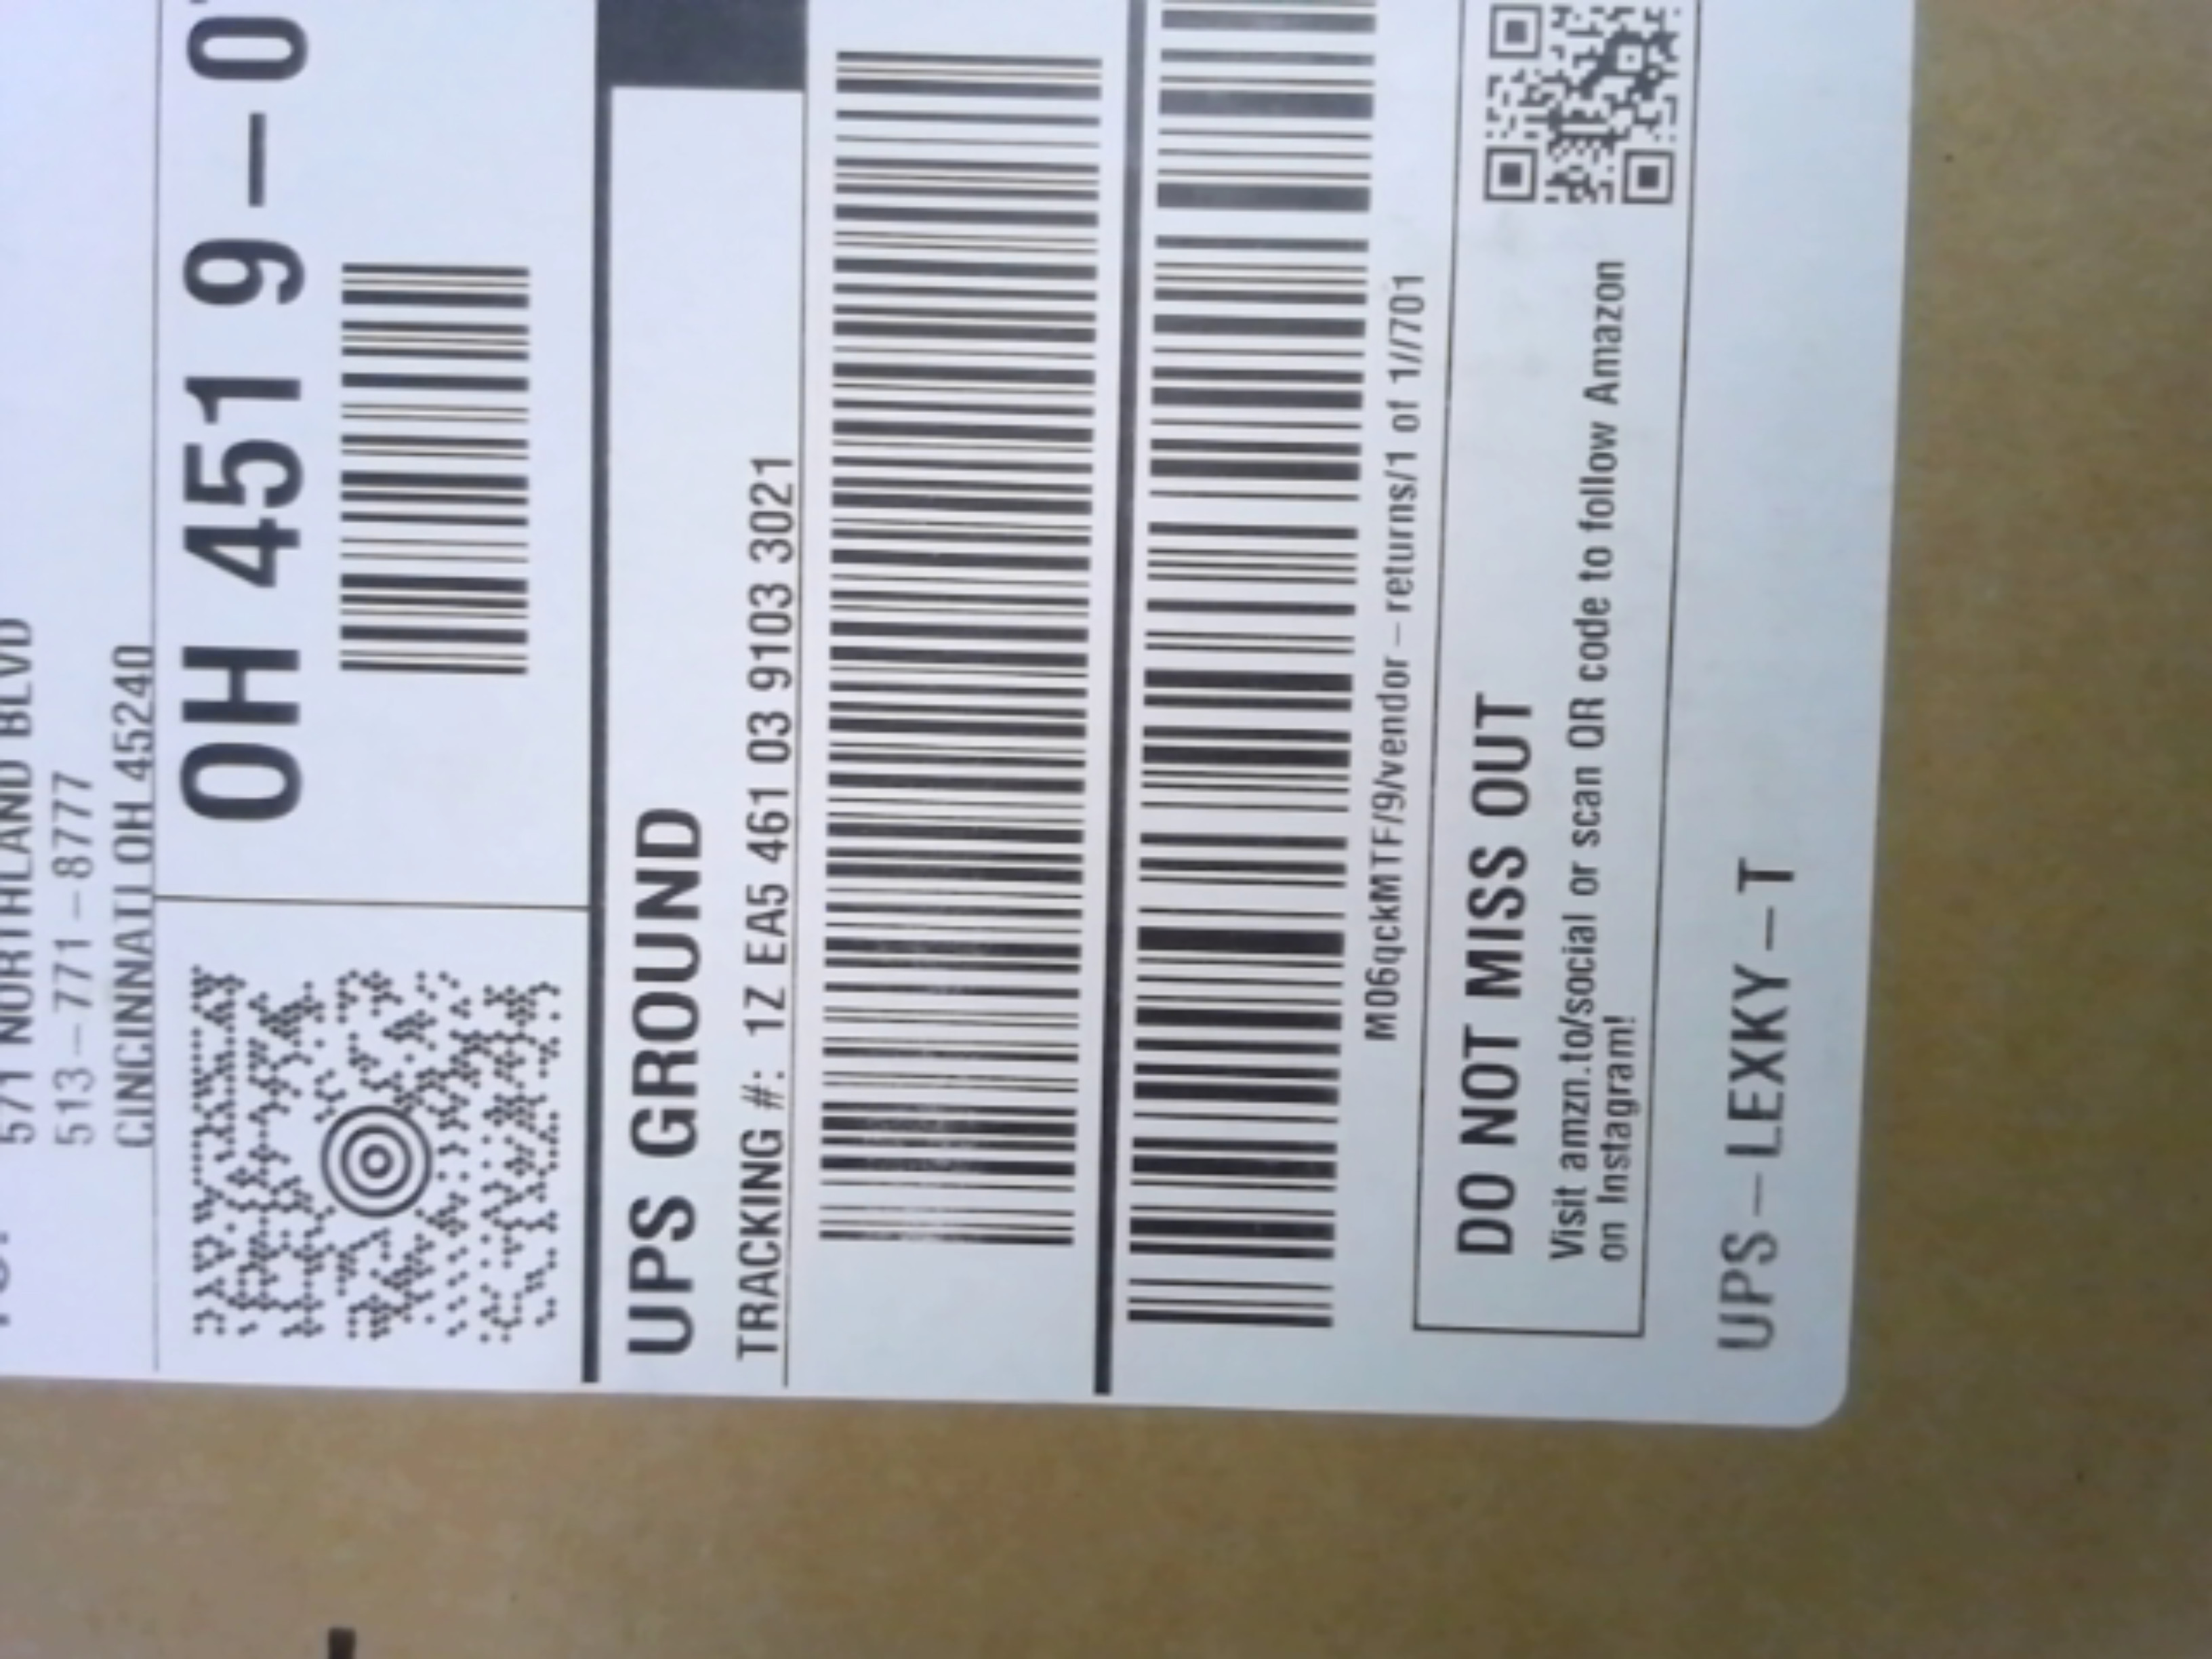 571 NORTHLAND BLVD
513-771-8777
CINCINNATI OH 45240
OH 451 9-0
UPS GROUND
TRACKING #: 1Z EA5 461 03 9103 3021
M06qckMTF/9/vendor-returns/1 of 1//701
DO NOT MISS OUT
Visit amzn.to/social or scan QR code to follow Amazon
on Instagram!
UPS-LEXKY-T